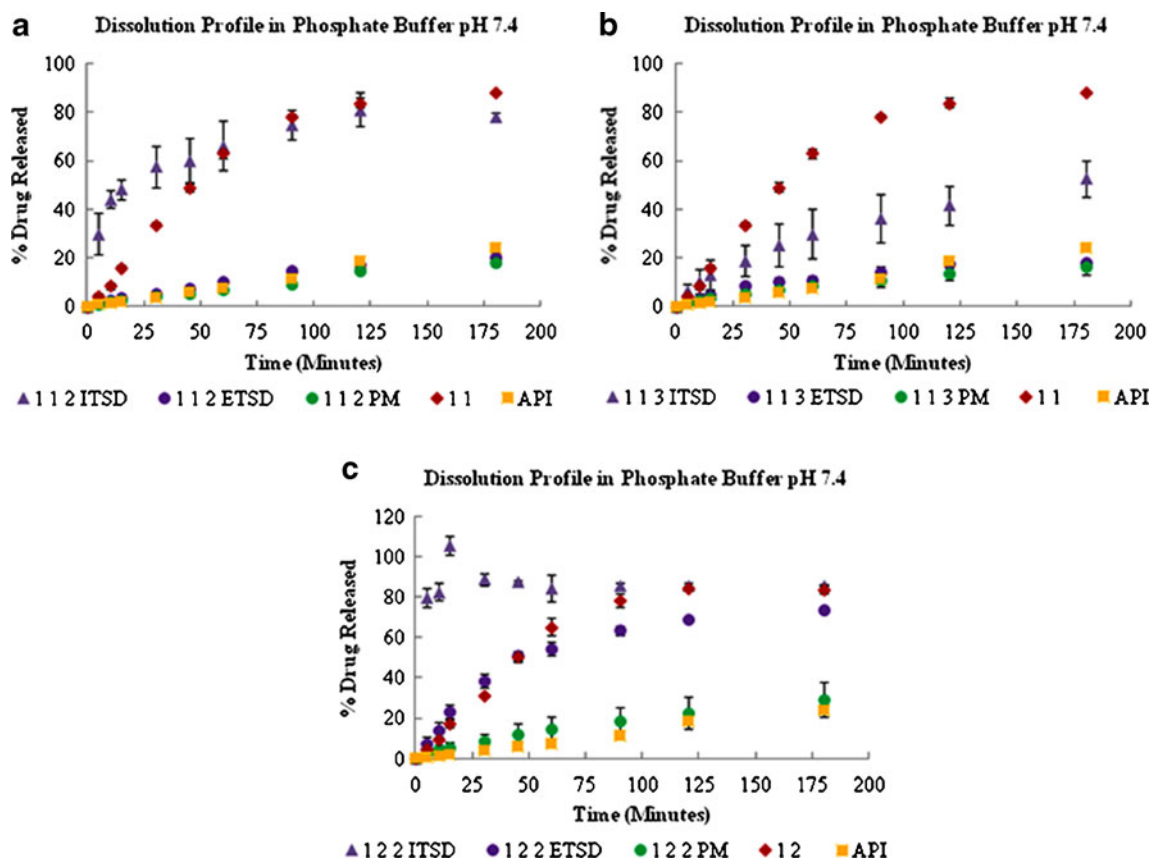 a
Dissolution Profile in Phosphate Buffer pH 7.4
% Drug Released
100
80
60
40
20
0
0 25 50 75 100 125 150 175 200
Time (Minutes)
1 1 2 ITSD 1 1 2 ETSD 1 1 2 PM 1 1 API
b
Dissolution Profile in Phosphate Buffer pH 7.4
% Drug Released
100
80
60
40
20
0
0 25 50 75 100 125 150 175 200
Time (Minutes)
1 1 3 ITSD 1 1 3 ETSD 1 1 3 PM 1 1 API
c
Dissolution Profile in Phosphate Buffer pH 7.4
% Drug Released
120
100
80
60
40
20
0
0 25 50 75 100 125 150 175 200
Time (Minutes)
1 2 2 ITSD 1 2 2 ETSD 1 2 2 PM 1 2 API